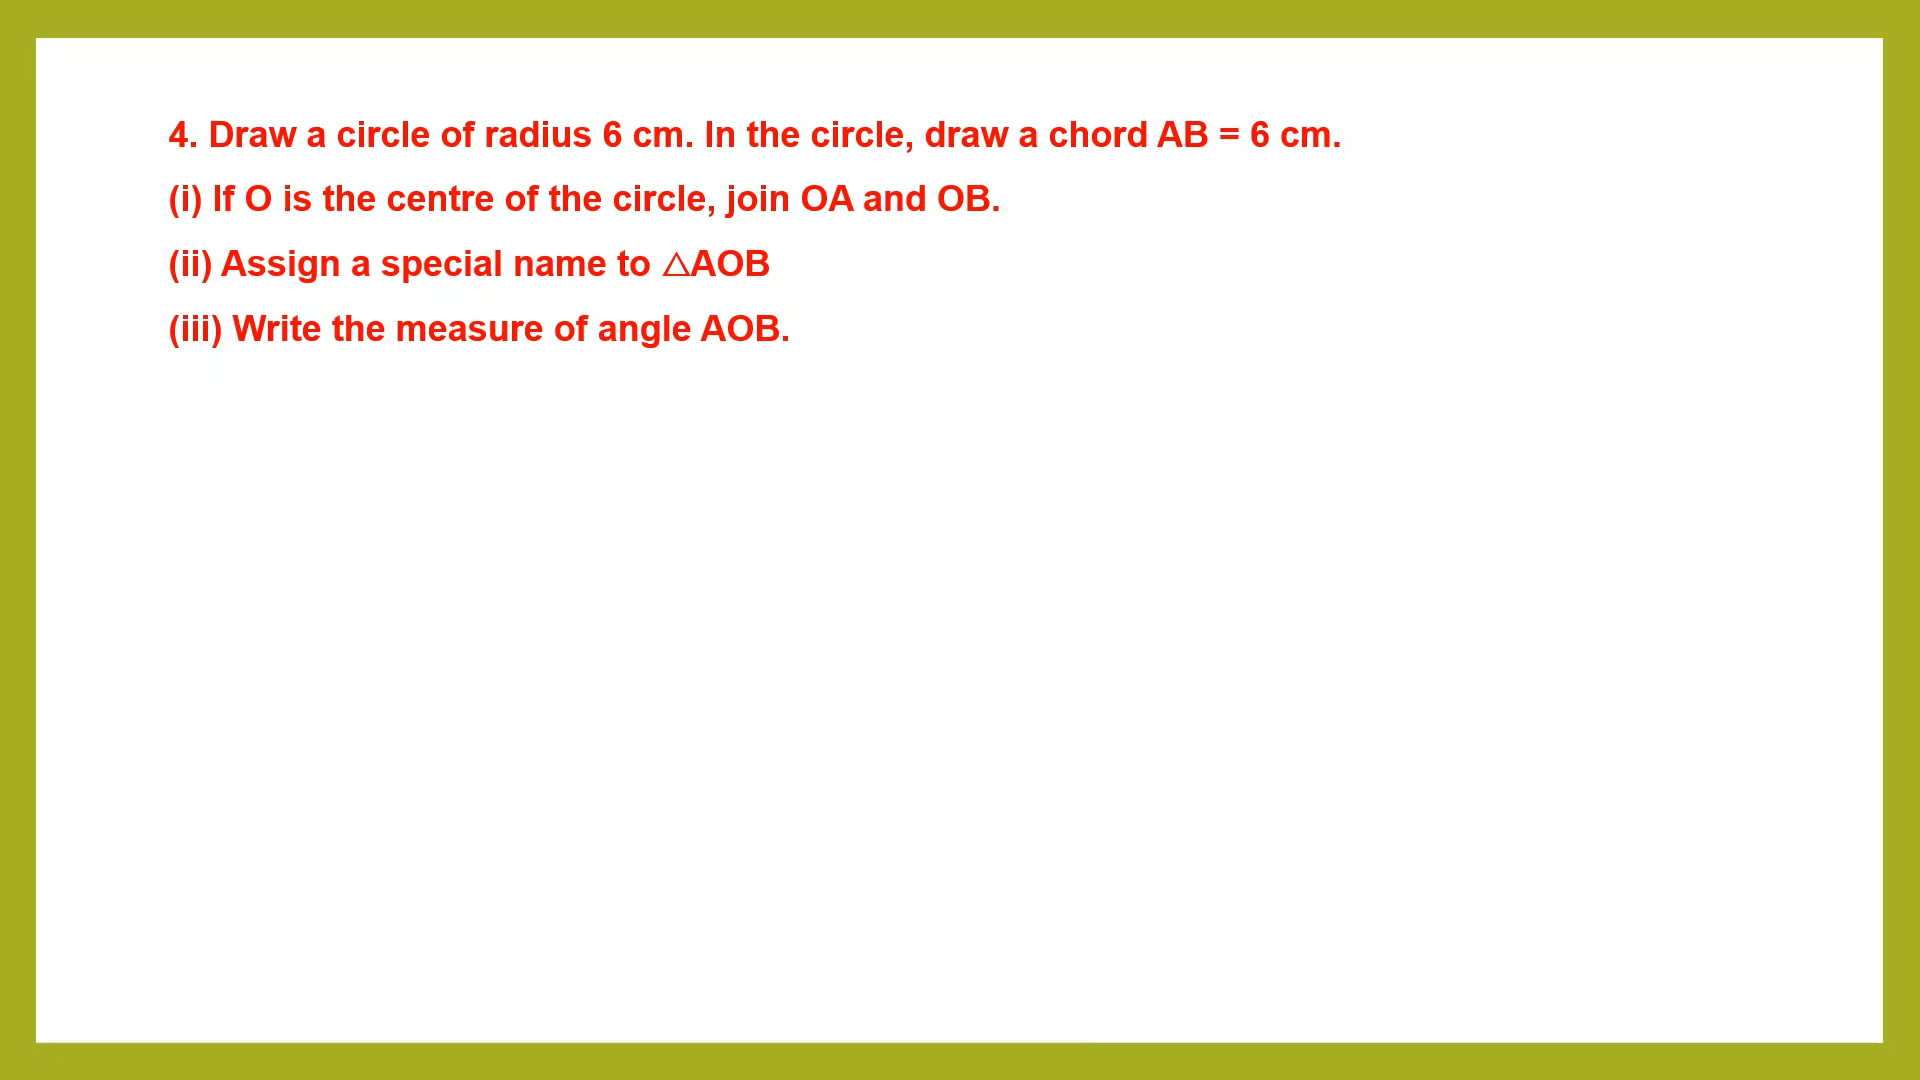 4. Draw a circle of radius 6 cm. In the circle, draw a chord AB = 6 cm.
(i) If O is the centre of the circle, join OA and OB.
(ii) Assign a special name to △AOB
(iii) Write the measure of angle AOB.